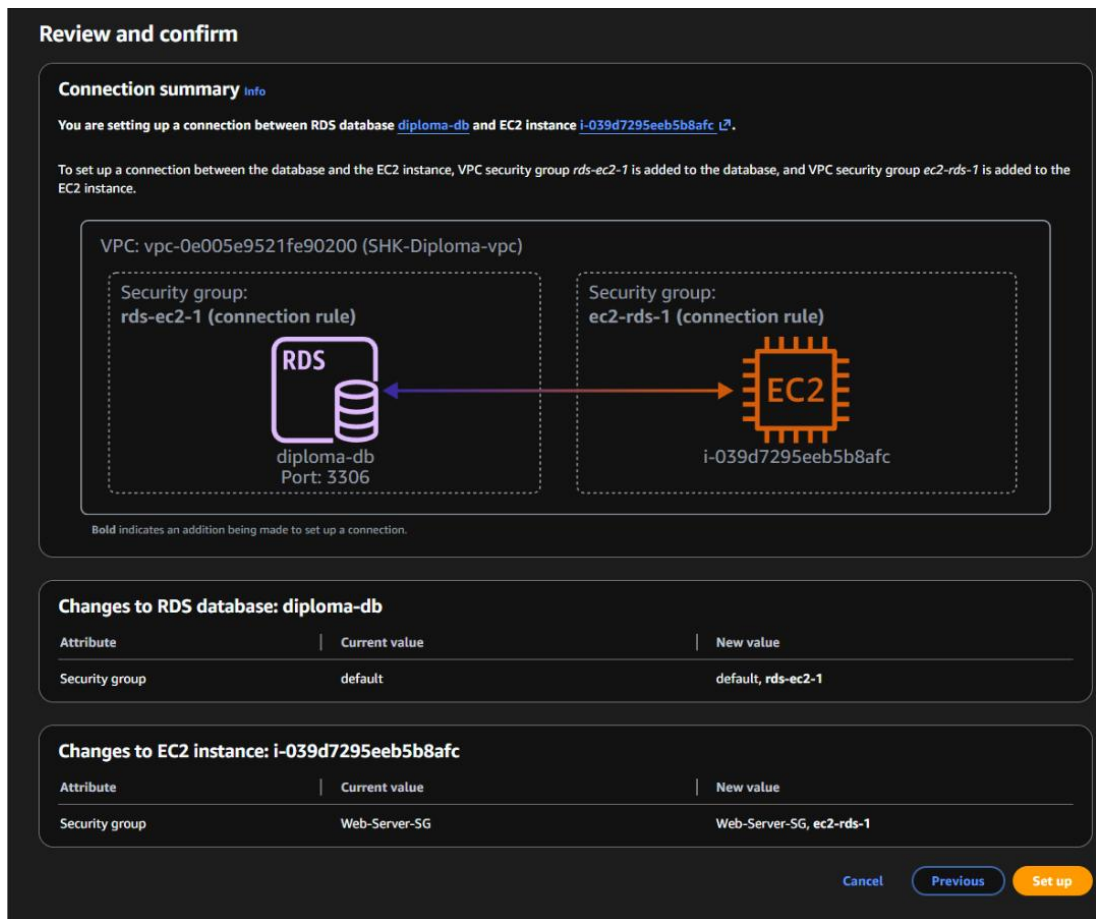 Review and confirm
Connection summary Info
You are setting up a connection between RDS database diploma-db and EC2 instance i-039d7295eeb5b8afc.
To set up a connection between the database and the EC2 instance, VPC security group rds-ec2-1 is added to the database, and VPC security group ec2-rds-1 is added to the
EC2 instance.
VPC: vpc-0e005e9521fe90200 (SHK-Diploma-vpc)
Security group:
rds-ec2-1 (connection rule)
RDS
diploma-db
Port: 3306
Security group:
ec2-rds-1 (connection rule)
EC2
i-039d7295eeb5b8afc
Bold indicates an addition being made to set up a connection.
Changes to RDS database: diploma-db
Attribute Current value New value
Security group default default, rds-ec2-1
Changes to EC2 instance: i-039d7295eeb5b8afc
Attribute Current value New value
Security group Web-Server-SG Web-Server-SG, ec2-rds-1
Cancel Previous Set up